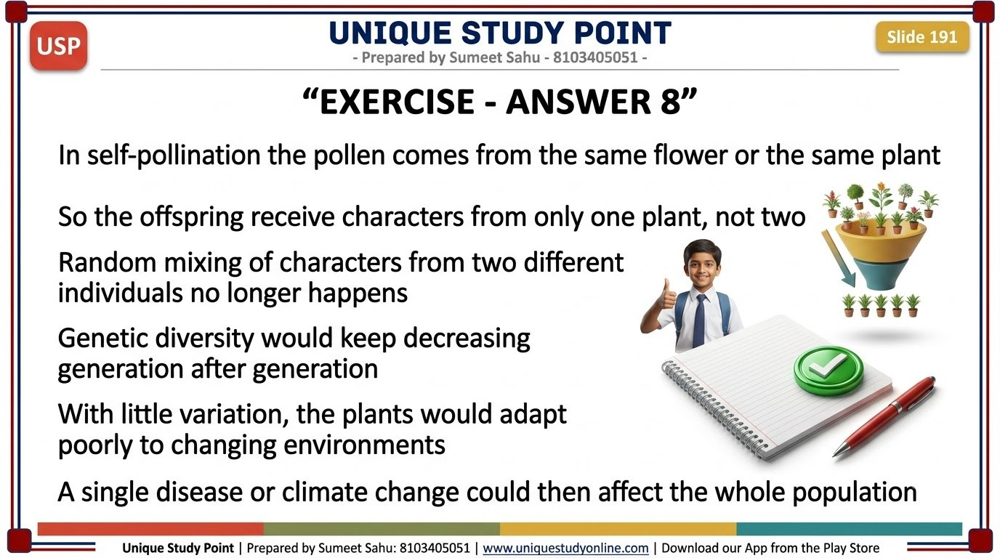 USP
UNIQUE STUDY POINT
- Prepared by Sumeet Sahu - 8103405051 -
Slide 191
“EXERCISE - ANSWER 8”
In self-pollination the pollen comes from the same flower or the same plant
So the offspring receive characters from only one plant, not two
Random mixing of characters from two different
individuals no longer happens
Genetic diversity would keep decreasing
generation after generation
With little variation, the plants would adapt
poorly to changing environments
A single disease or climate change could then affect the whole population
Unique Study Point | Prepared by Sumeet Sahu: 8103405051 | www.uniquestudyonline.com | Download our App from the Play Store